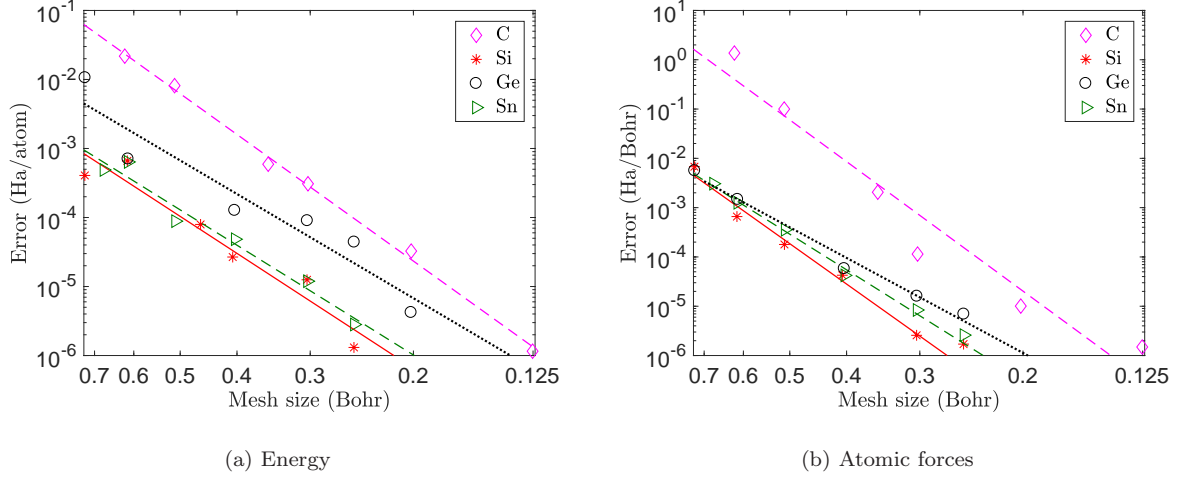 10^-1
10^-2
10^-3
10^-4
10^-5
10^-6
Error (Ha/atom)
C
Si
Ge
Sn
0.7 0.6 0.5 0.4 0.3 0.2 0.125
Mesh size (Bohr)
(a) Energy
10^1
10^0
10^-1
10^-2
10^-3
10^-4
10^-5
10^-6
Error (Ha/Bohr)
C
Si
Ge
Sn
0.7 0.6 0.5 0.4 0.3 0.2 0.125
Mesh size (Bohr)
(b) Atomic forces